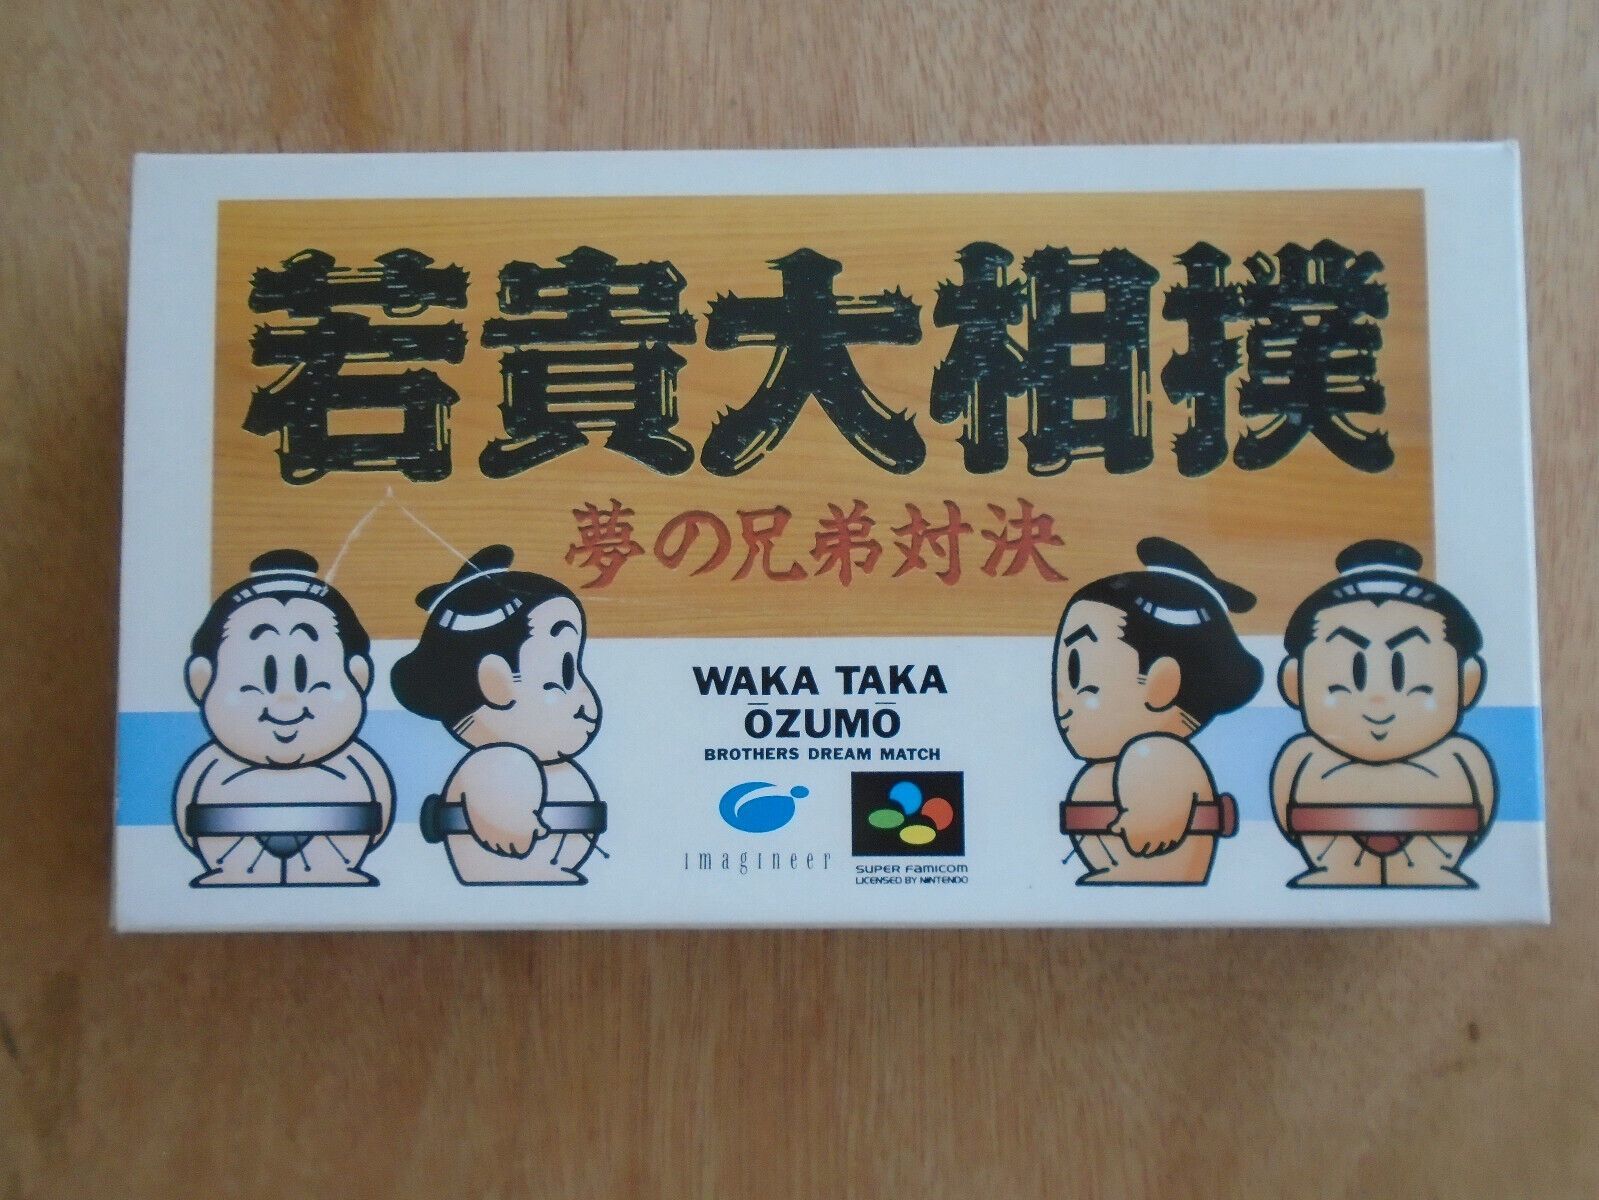 若貴大相撲
夢の兄弟対決
WAKA TAKA
ŌZUMŌ
BROTHERS DREAM MATCH
imagineer
SUPER FAMICOM
LICENSED BY NINTENDO